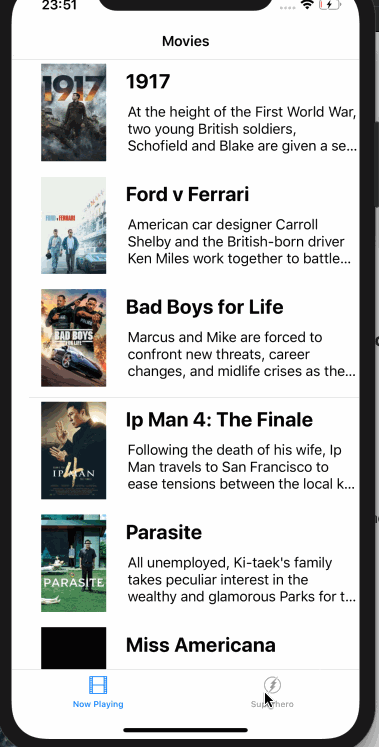 23:51
Movies
1917
1917
At the height of the First World War,
two young British soldiers,
Schofield and Blake are given a se...
Ford v Ferrari
FORD v FERRARI
American car designer Carroll
Shelby and the British-born driver
Ken Miles work together to battle...
Bad Boys for Life
BAD BOYS
Marcus and Mike are forced to
confront new threats, career
changes, and midlife crises as the...
Ip Man 4: The Finale
IP MAN
4
Following the death of his wife, Ip
Man travels to San Francisco to
ease tensions between the local k...
Parasite
PARASITE
All unemployed, Ki-taek's family
takes peculiar interest in the
wealthy and glamorous Parks for t...
Miss Americana
Now Playing
Superhero